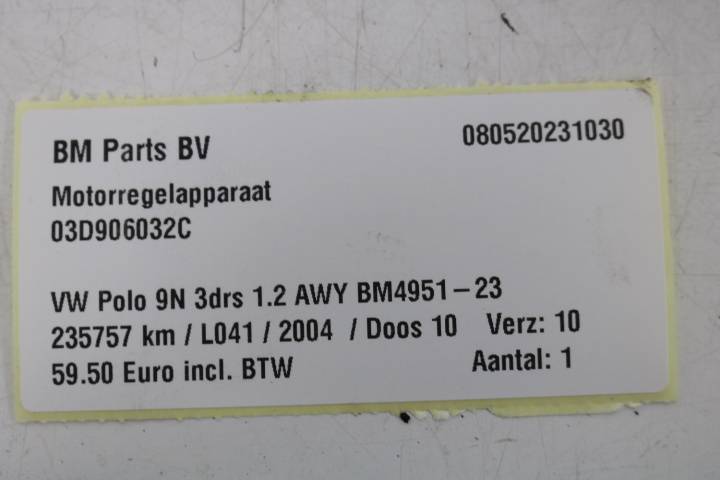 BM Parts BV 080520231030
Motorregelapparaat
03D906032C
VW Polo 9N 3drs 1.2 AWY BM4951-23
235757 km / L041 / 2004 / Doos 10 Verz: 10
59.50 Euro incl. BTW Aantal: 1